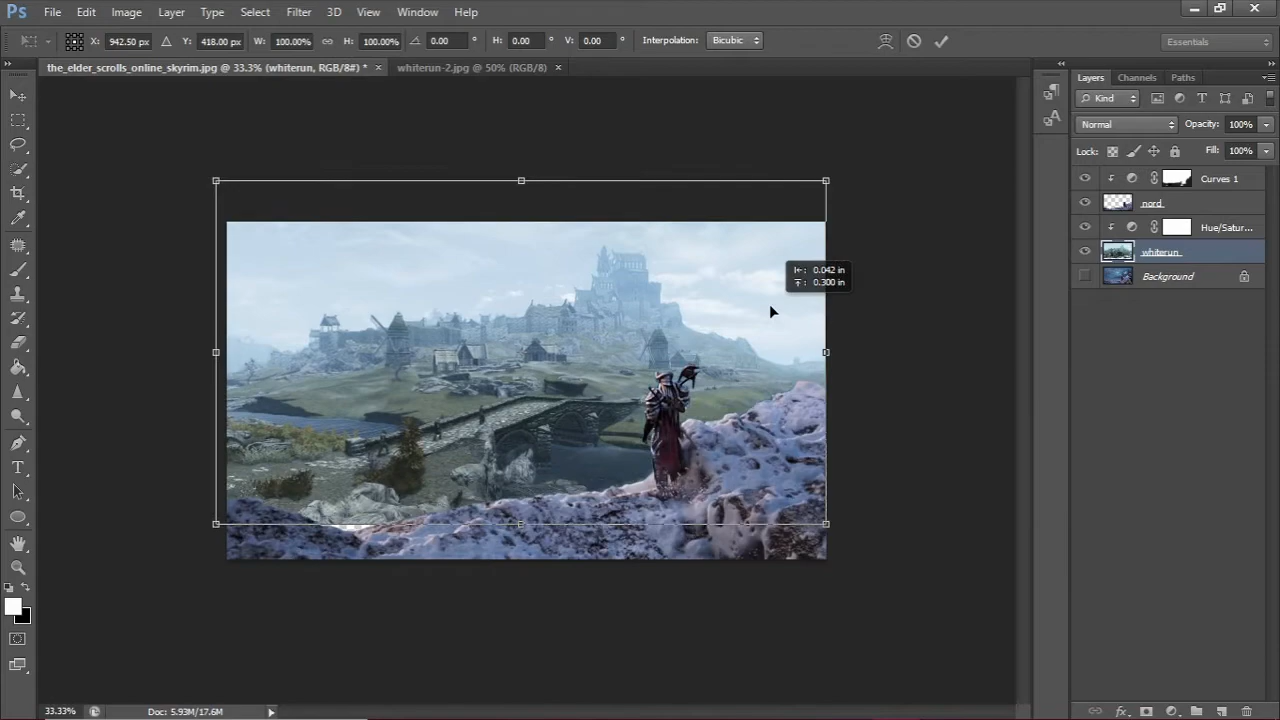 Ps File Edit Image Layer Type Select Filter 3D View Window Help
X: 942.50 px Y: 418.00 px W: 100.00% H: 100.00% 0.00 ° H: 0.00 ° V: 0.00 ° Interpolation: Bicubic Essentials
the_elder_scrolls_online_skyrim.jpg @ 33.3% (whiterun, RGB/8#) * × whiterun-2.jpg @ 50% (RGB/8) ×
Layers Channels Paths
Kind
Normal Opacity: 100%
Lock: Fill: 100%
Curves 1
nord
Hue/Satur...
whiterun
Background
0.042 in
0.300 in
33.33% Doc: 5.93M/17.6M